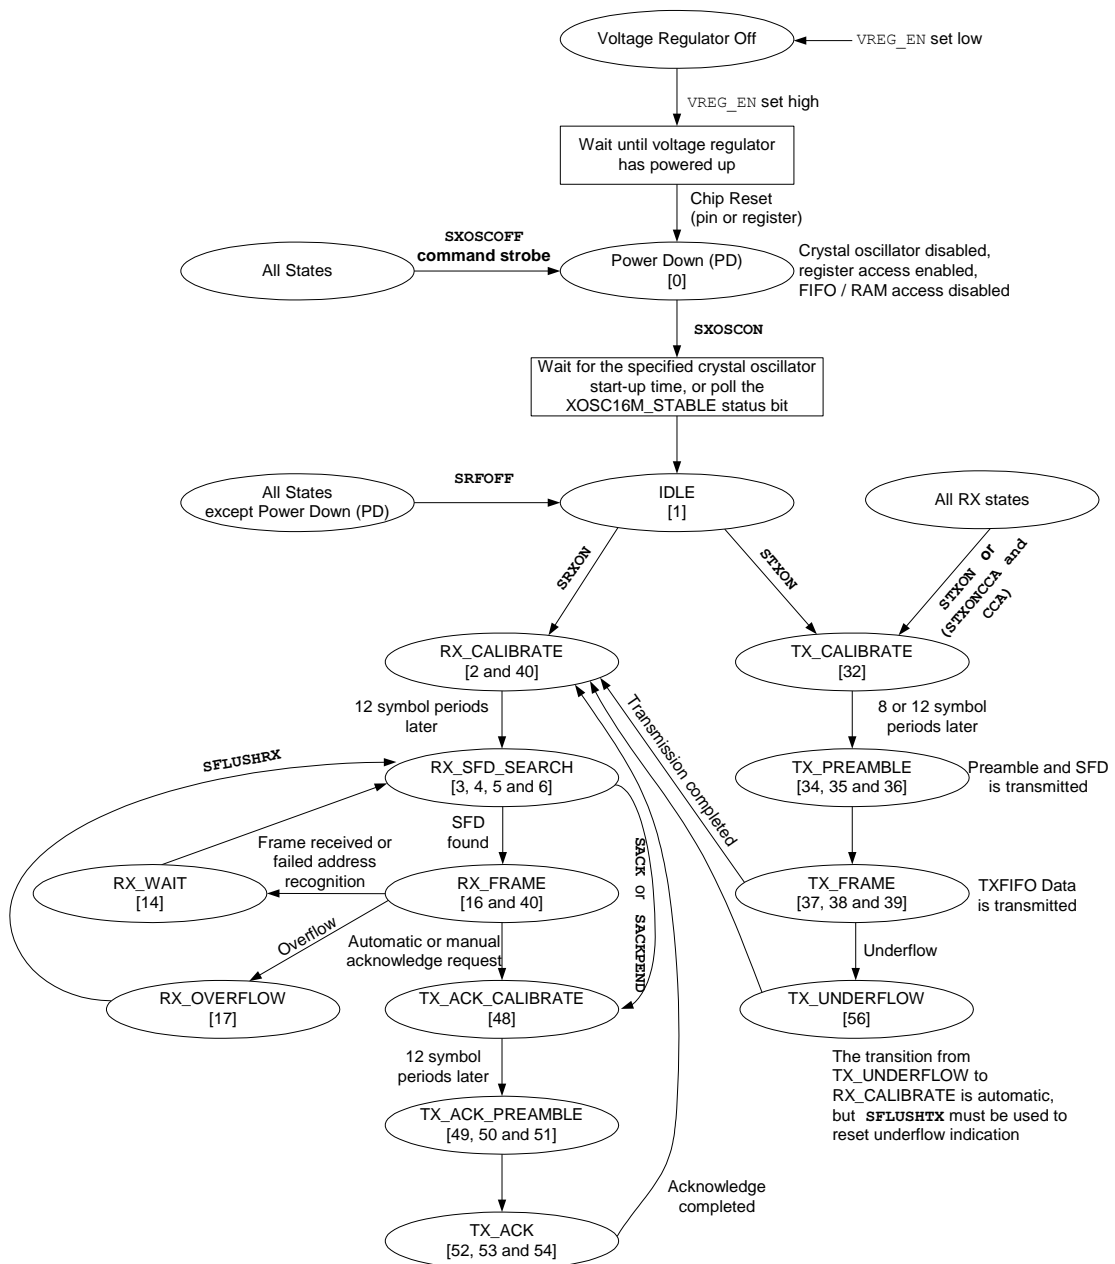 Voltage Regulator Off
VREG_EN set low
VREG_EN set high
Wait until voltage regulator
has powered up
Chip Reset
(pin or register)
SXOSCOFF
command strobe
All States
Power Down (PD)
[0]
Crystal oscillator disabled,
register access enabled,
FIFO / RAM access disabled
SXOSCON
Wait for the specified crystal oscillator
start-up time, or poll the
XOSC16M_STABLE status bit
All States
except Power Down (PD)
SRFOFF
IDLE
[1]
All RX states
SRXON
STXON
STXON or
(STXONCCA and
CCA)
RX_CALIBRATE
[2 and 40]
TX_CALIBRATE
[32]
12 symbol periods
later
8 or 12 symbol
periods later
Transmission completed
SFLUSHRX
RX_SFD_SEARCH
[3, 4, 5 and 6]
TX_PREAMBLE
[34, 35 and 36]
Preamble and SFD
is transmitted
SFD
found
SACK or SACKPEND
Frame received or
failed address
recognition
RX_WAIT
[14]
RX_FRAME
[16 and 40]
TX_FRAME
[37, 38 and 39]
TXFIFO Data
is transmitted
Overflow
Automatic or manual
acknowledge request
Underflow
RX_OVERFLOW
[17]
TX_ACK_CALIBRATE
[48]
TX_UNDERFLOW
[56]
12 symbol
periods later
The transition from
TX_UNDERFLOW to
RX_CALIBRATE is automatic,
but SFLUSHTX must be used to
reset underflow indication
TX_ACK_PREAMBLE
[49, 50 and 51]
Acknowledge
completed
TX_ACK
[52, 53 and 54]